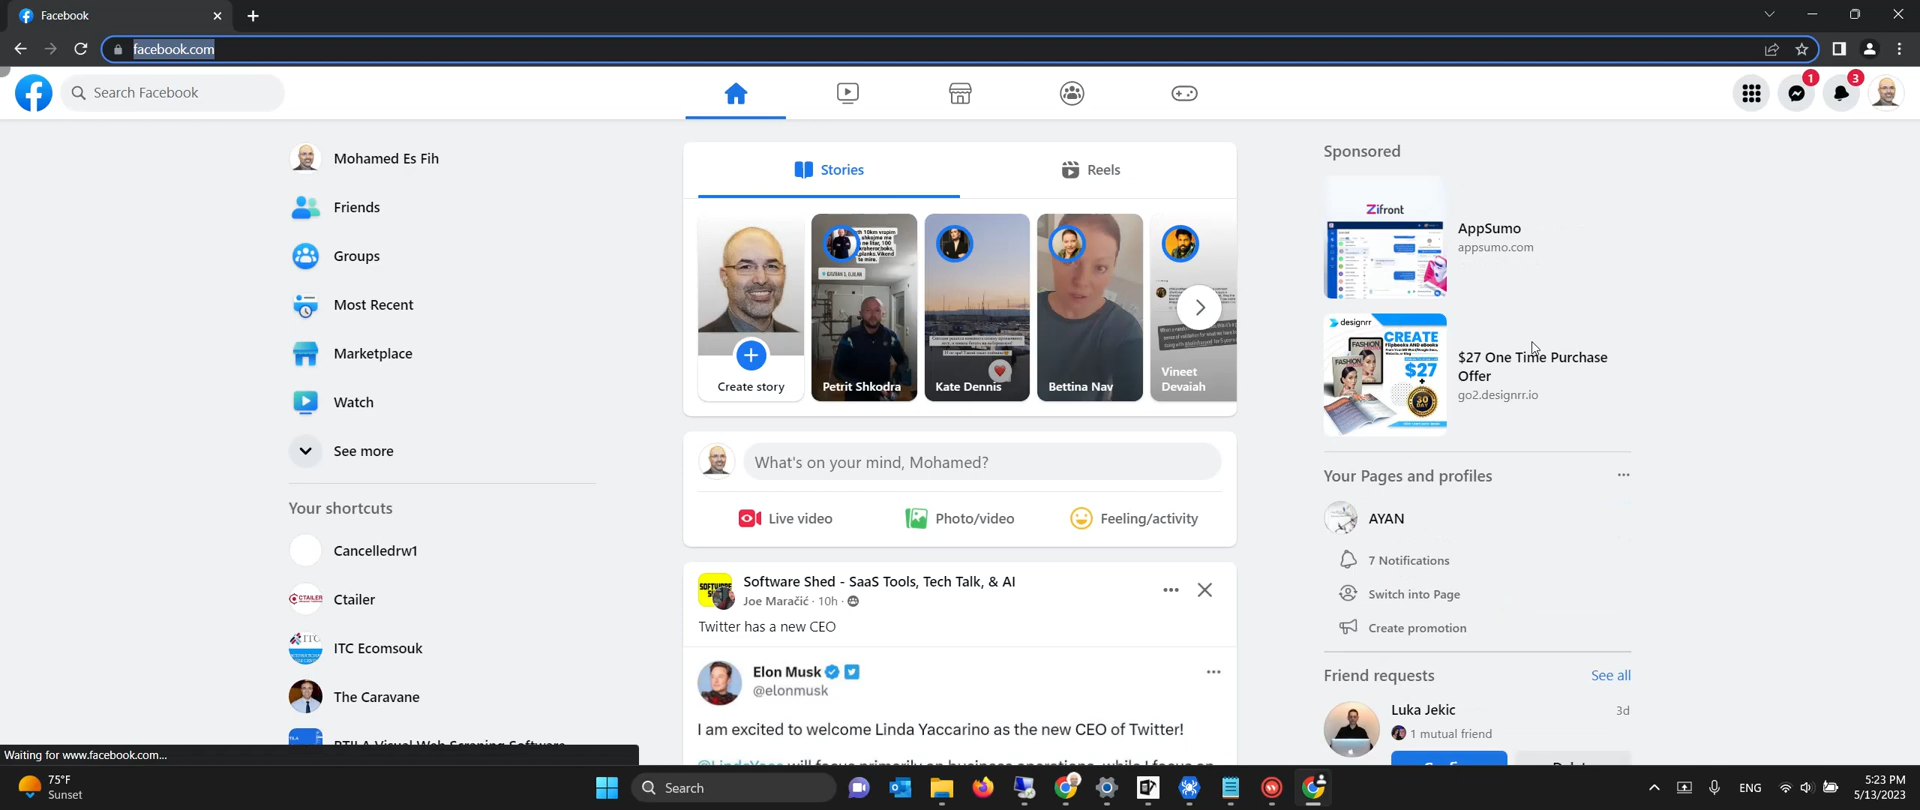 Facebook
facebook.com
Search Facebook
1
3
Mohamed Es Fih
Friends
Groups
Most Recent
Marketplace
Watch
See more
Your shortcuts
Cancelledrw1
Ctailer
ITC Ecomsouk
The Caravane
Waiting for www.facebook.com...
Stories
Reels
Create story
Petrit Shkodra
Kate Dennis
Bettina Nav
Vineet
Devaiah
What's on your mind, Mohamed?
Live video
Photo/video
Feeling/activity
Software Shed - SaaS Tools, Tech Talk, & AI
Joe Maračić · 10h ·
Twitter has a new CEO
Elon Musk
@elonmusk
I am excited to welcome Linda Yaccarino as the new CEO of Twitter!
Sponsored
Zifront
AppSumo
appsumo.com
designrr
CREATE
FASHION
$27
30
DAY
$27 One Time Purchase
Offer
go2.designrr.io
Your Pages and profiles
AYAN
7 Notifications
Switch into Page
Create promotion
Friend requests
See all
Luka Jekic
3d
1 mutual friend
75°F
Sunset
Search
ENG
5:23 PM
5/13/2023